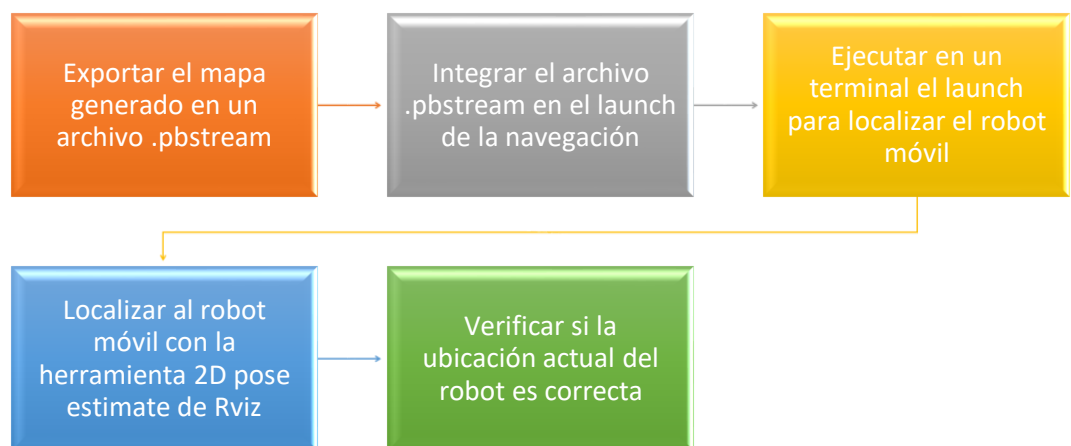 Exportar el mapa
generado en un
archivo .pbstream
Integrar el archivo
.pbstream en el launch
de la navegación
Ejecutar en un
terminal el launch
para localizar el robot
móvil
Localizar al robot
móvil con la
herramienta 2D pose
estimate de Rviz
Verificar si la
ubicación actual del
robot es correcta